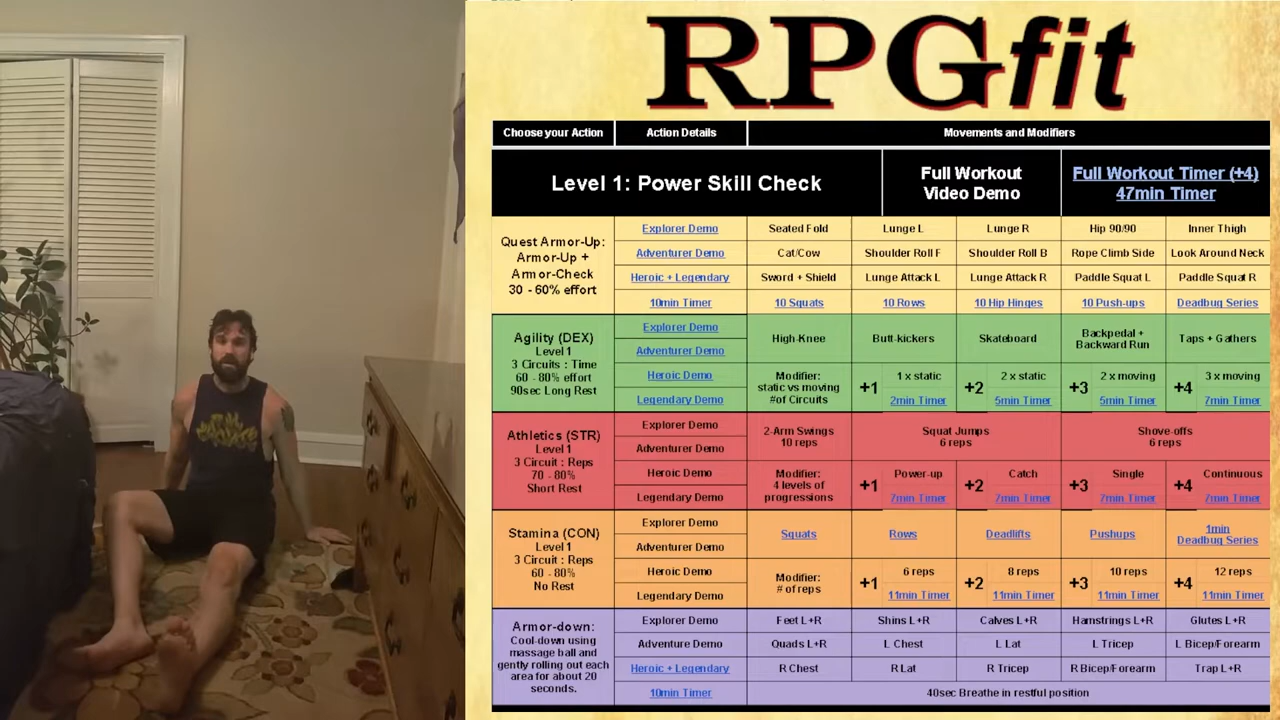 RPGfit
Choose your Action
Action Details
Movements and Modifiers
Level 1: Power Skill Check
Full Workout
Video Demo
Full Workout Timer (+4)
47min Timer
Quest Armor-Up:
Armor-Up +
Armor-Check
30 - 60% effort
Explorer Demo
Seated Fold
Lunge L
Lunge R
Hip 90/90
Inner Thigh
Adventurer Demo
Cat/Cow
Shoulder Roll F
Shoulder Roll B
Rope Climb Side
Look Around Neck
Heroic + Legendary
Sword + Shield
Lunge Attack L
Lunge Attack R
Paddle Squat L
Paddle Squat R
10min Timer
10 Squats
10 Rows
10 Hip Hinges
10 Push-ups
Deadbug Series
Agility (DEX)
Level 1
3 Circuits : Time
60 - 80% effort
90sec Long Rest
Explorer Demo
Adventurer Demo
High-Knee
Butt-kickers
Skateboard
Backpedal +
Backward Run
Taps + Gathers
Heroic Demo
Legendary Demo
Modifier:
static vs moving
#of Circuits
+1
1 x static
2min Timer
+2
2 x static
5min Timer
+3
2 x moving
5min Timer
+4
3 x moving
7min Timer
Athletics (STR)
Level 1
3 Circuit : Reps
70 - 80%
Short Rest
Explorer Demo
Adventurer Demo
2-Arm Swings
10 reps
Squat Jumps
6 reps
Shove-offs
6 reps
Heroic Demo
Legendary Demo
Modifier:
4 levels of
progressions
+1
Power-up
7min Timer
+2
Catch
7min Timer
+3
Single
7min Timer
+4
Continuous
7min Timer
Stamina (CON)
Level 1
3 Circuit : Reps
60 - 80%
No Rest
Explorer Demo
Adventurer Demo
Squats
Rows
Deadlifts
Pushups
1min
Deadbug Series
Heroic Demo
Legendary Demo
Modifier:
# of reps
+1
6 reps
11min Timer
+2
8 reps
11min Timer
+3
10 reps
11min Timer
+4
12 reps
11min Timer
Armor-down:
Cool-down using
massage ball and
gently rolling out each
area for about 20
seconds.
Explorer Demo
Feet L+R
Shins L+R
Calves L+R
Hamstrings L+R
Glutes L+R
Adventure Demo
Quads L+R
L Chest
L Lat
L Tricep
L Bicep/Forearm
Heroic + Legendary
R Chest
R Lat
R Tricep
R Bicep/Forearm
Trap L+R
10min Timer
40sec Breathe in restful position